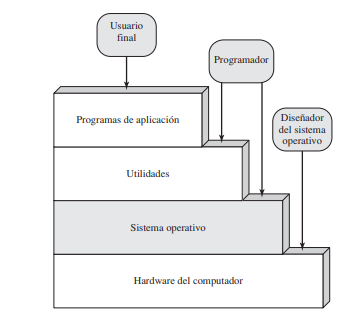 Usuario
final
Programador
Diseñador
del sistema
operativo
Programas de aplicación
Utilidades
Sistema operativo
Hardware del computador